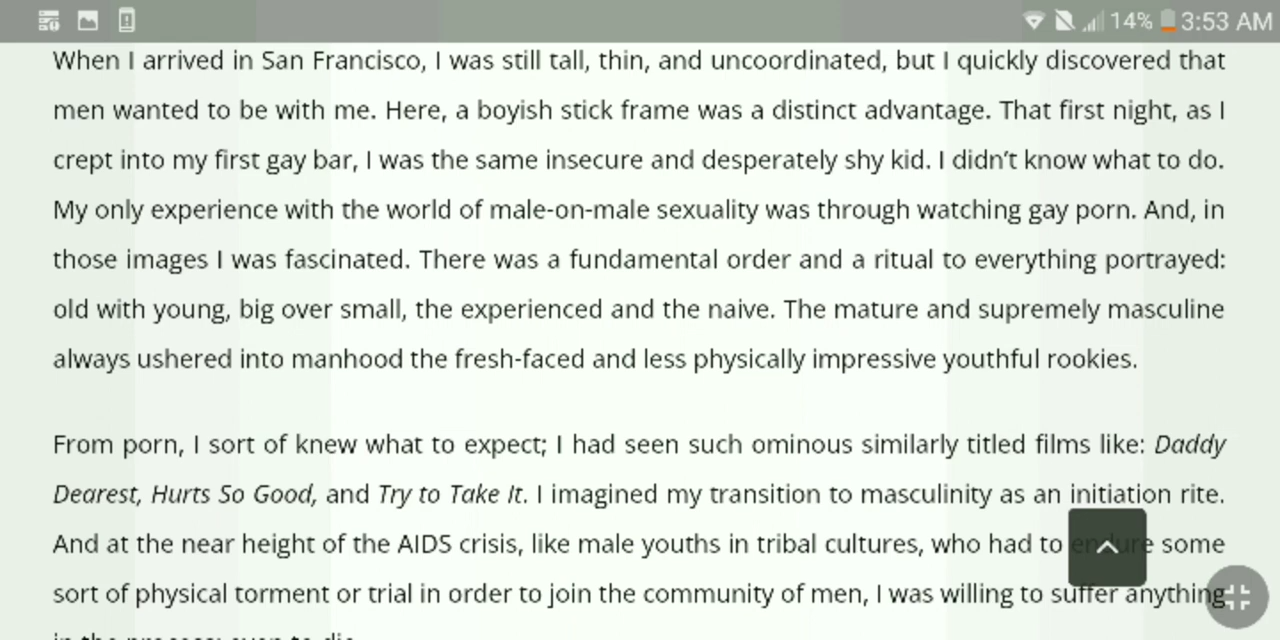 14% 3:53 AM
When I arrived in San Francisco, I was still tall, thin, and uncoordinated, but I quickly discovered that
men wanted to be with me. Here, a boyish stick frame was a distinct advantage. That first night, as I
crept into my first gay bar, I was the same insecure and desperately shy kid. I didn’t know what to do.
My only experience with the world of male-on-male sexuality was through watching gay porn. And, in
those images I was fascinated. There was a fundamental order and a ritual to everything portrayed:
old with young, big over small, the experienced and the naive. The mature and supremely masculine
always ushered into manhood the fresh-faced and less physically impressive youthful rookies.
From porn, I sort of knew what to expect; I had seen such ominous similarly titled films like: Daddy
Dearest, Hurts So Good, and Try to Take It. I imagined my transition to masculinity as an initiation rite.
And at the near height of the AIDS crisis, like male youths in tribal cultures, who had to endure some
sort of physical torment or trial in order to join the community of men, I was willing to suffer anything